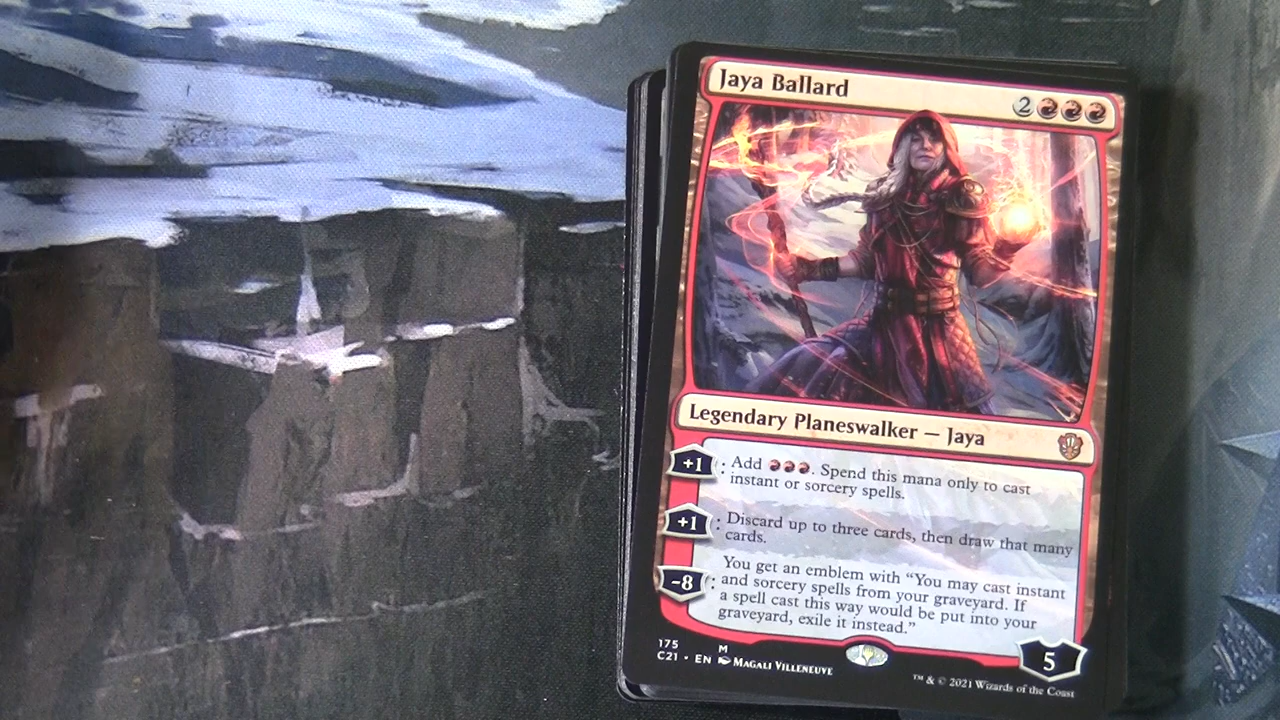 Jaya Ballard
2
Legendary Planeswalker — Jaya
+1 : Add. Spend this mana only to cast
instant or sorcery spells.
+1 : Discard up to three cards, then draw that many
cards.
-8 : You get an emblem with “You may cast instant
and sorcery spells from your graveyard. If
a spell cast this way would be put into your
graveyard, exile it instead.”
5
175 M
C21 • EN Magali Villeneuve
™ & © 2021 Wizards of the Coast